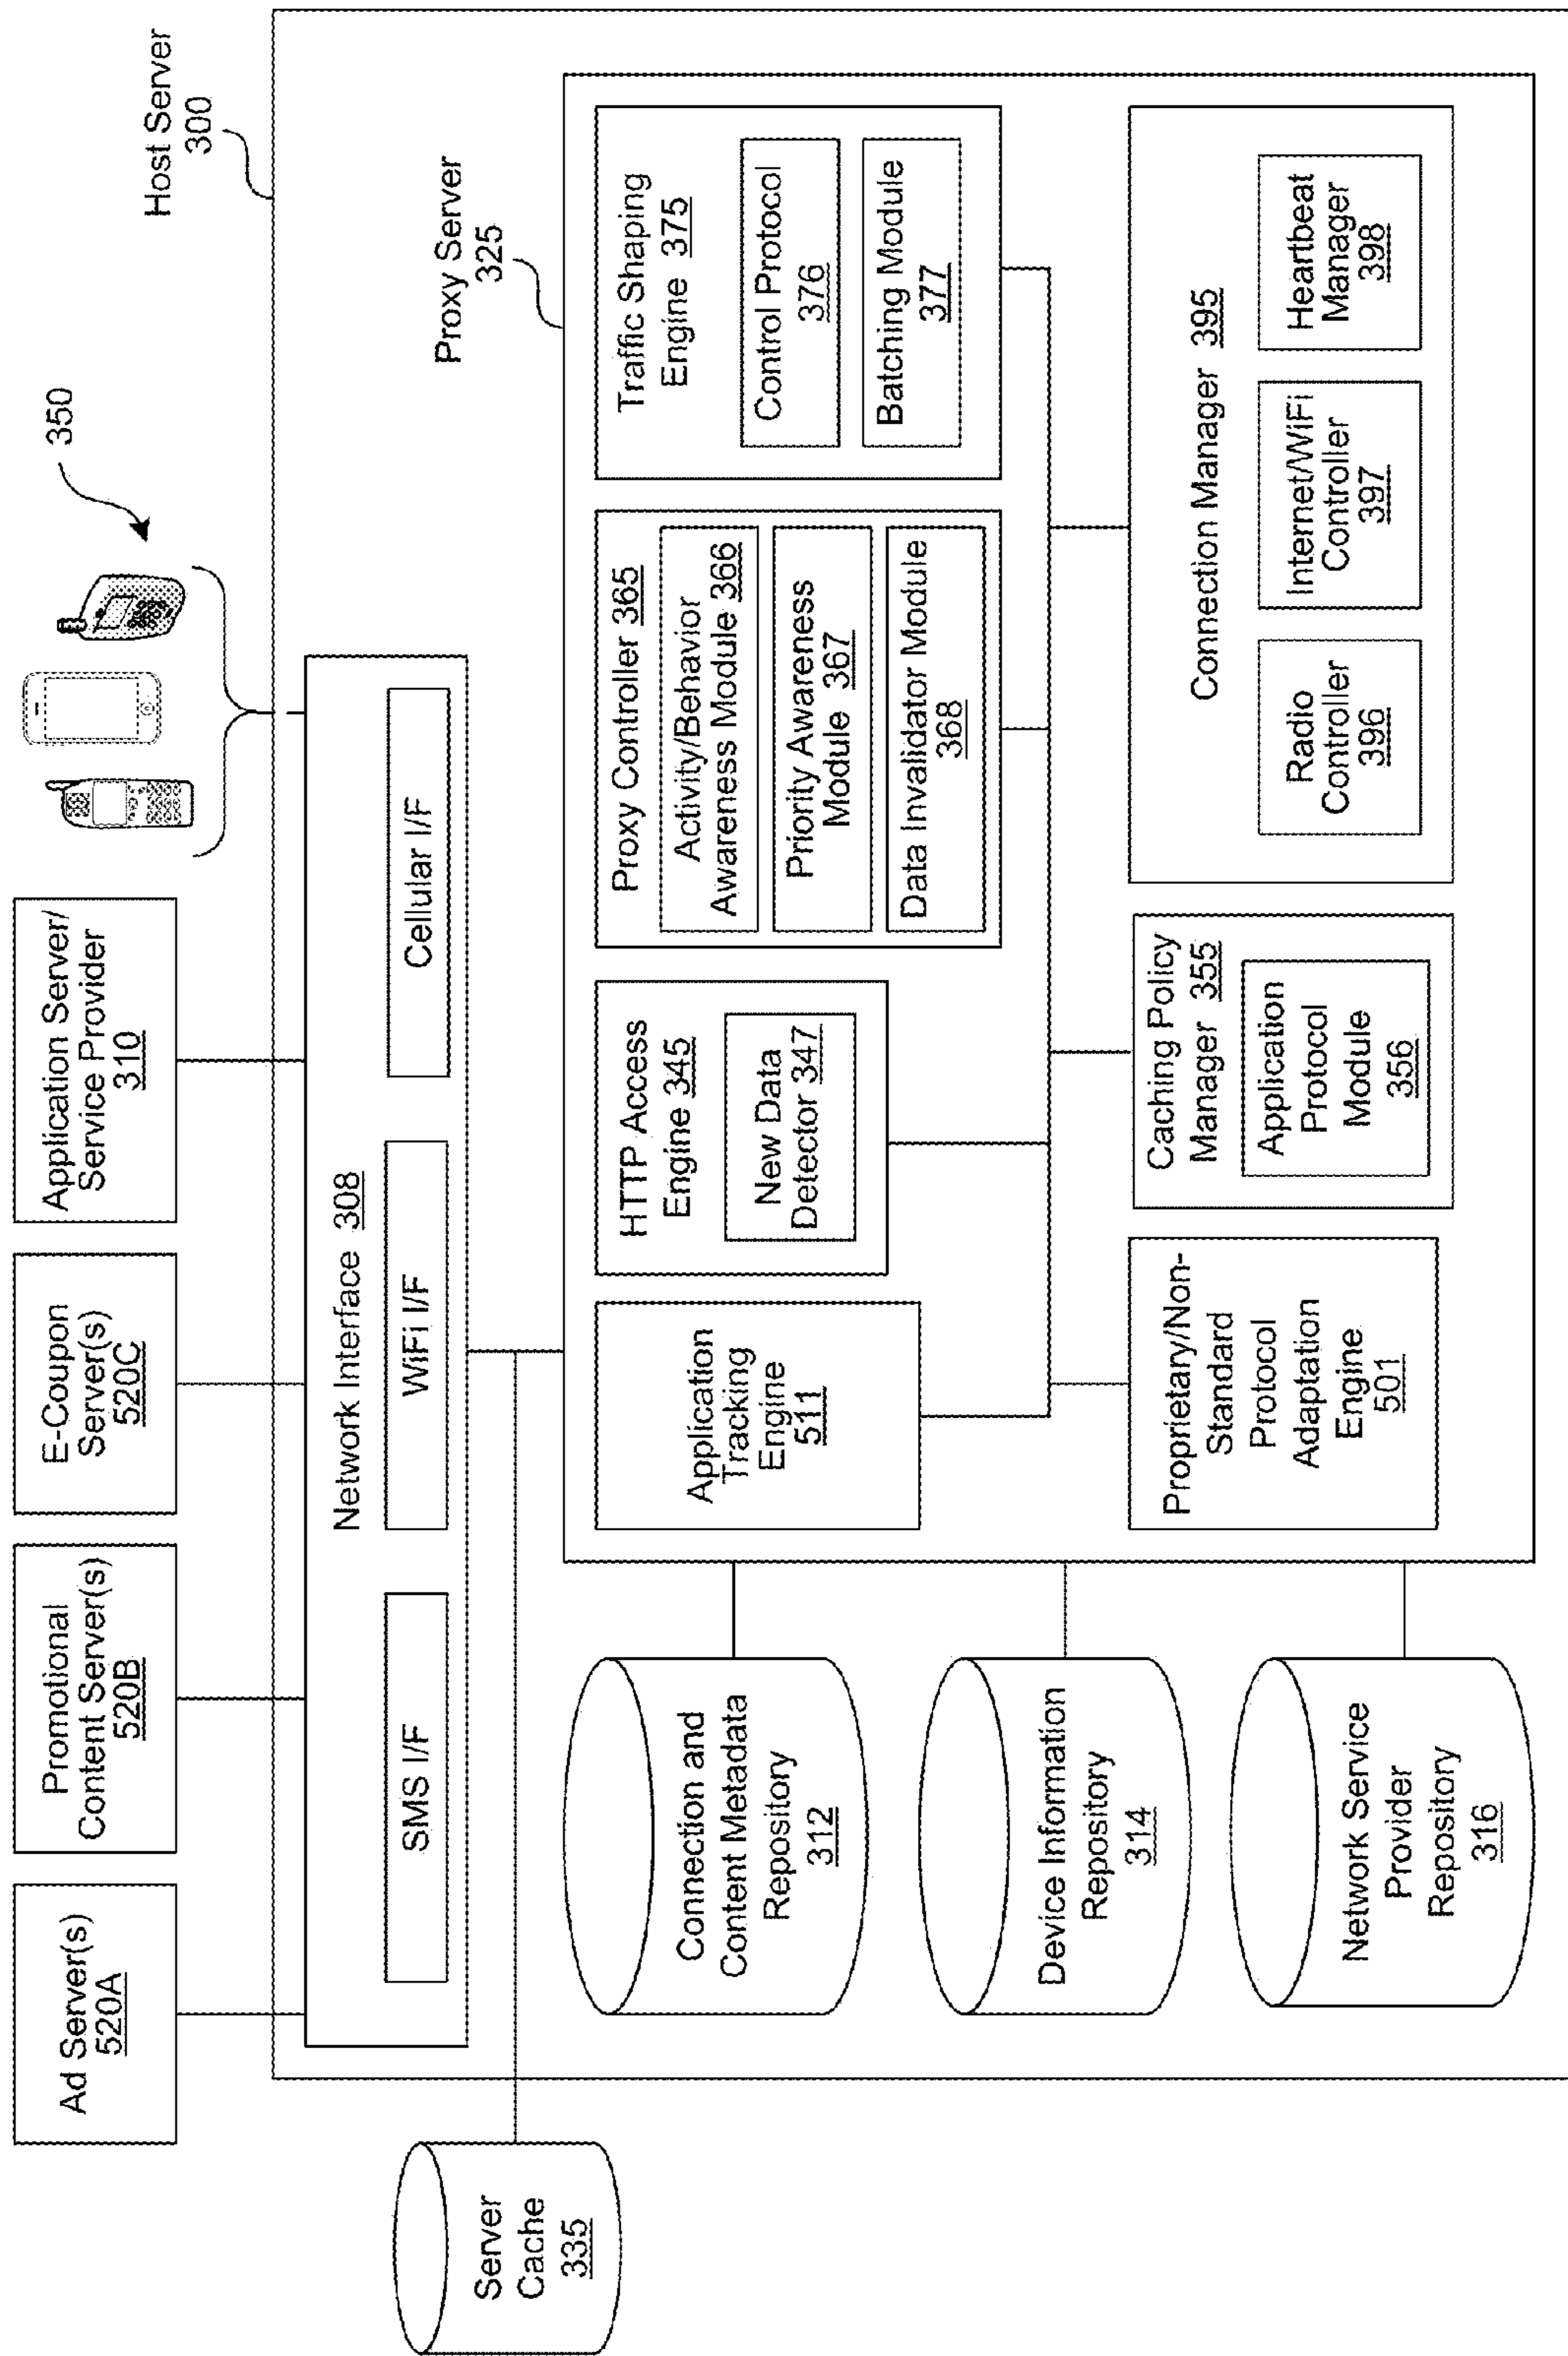 Ad Server(s)
520A
Promotional
Content Server(s)
520B
E-Coupon
Server(s)
520C
Application Server/
Service Provider
310
350
Host Server
300
Server
Cache
335
Network Interface 308
SMS I/F
WiFi I/F
Cellular I/F
Proxy Server
325
Connection and
Content Metadata
Repository
312
Device Information
Repository
314
Network Service
Provider
Repository
316
Application
Tracking
Engine
511
HTTP Access
Engine 345
New Data
Detector 347
Proxy Controller 365
Activity/Behavior
Awareness Module 366
Priority Awareness
Module 367
Data Invalidator Module
368
Traffic Shaping
Engine 375
Control Protocol
376
Batching Module
377
Proprietary/Non-
Standard
Protocol
Adaptation
Engine
501
Caching Policy
Manager 355
Application
Protocol
Module
356
Connection Manager 395
Radio
Controller
396
Internet/WiFi
Controller
397
Heartbeat
Manager
398